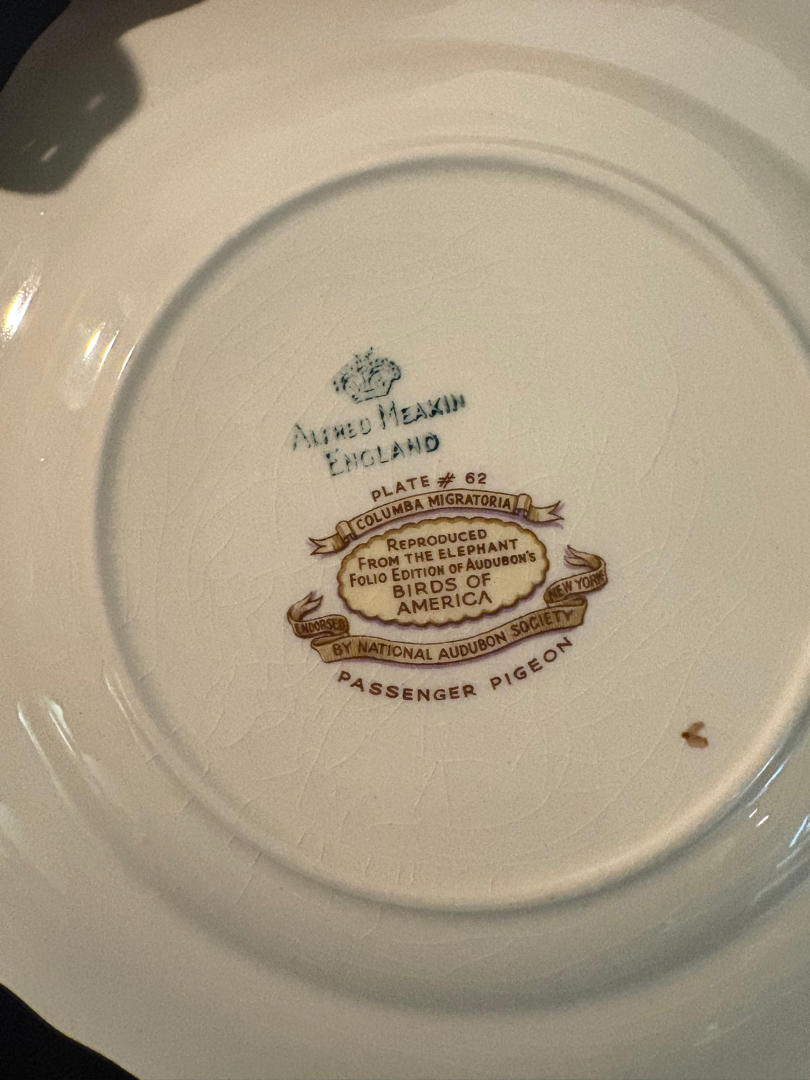 ALFRED MEAKIN
ENGLAND
PLATE # 62
COLUMBA MIGRATORIA
REPRODUCED
FROM THE ELEPHANT
FOLIO EDITION OF AUDUBON'S
BIRDS OF
AMERICA
ENDORSED
BY NATIONAL AUDUBON SOCIETY
NEW YORK
PASSENGER PIGEON